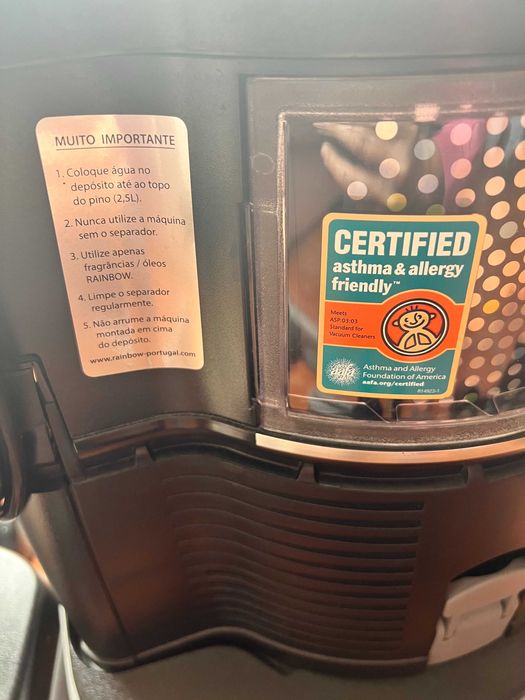 MUITO IMPORTANTE
1. Coloque água no
depósito até ao topo
do pino (2,5L).
2. Nunca utilize a máquina
sem o separador.
3. Utilize apenas
fragrâncias / óleos
RAINBOW.
4. Limpe o separador
regularmente.
5. Não arrume a máquina
montada em cima
do depósito.
www.rainbow-portugal.com
CERTIFIED
asthma & allergy
friendly™
Meets
ASP:03:03
Standard for
Vacuum Cleaners
aafa
Asthma and Allergy
Foundation of America
aafa.org/certified